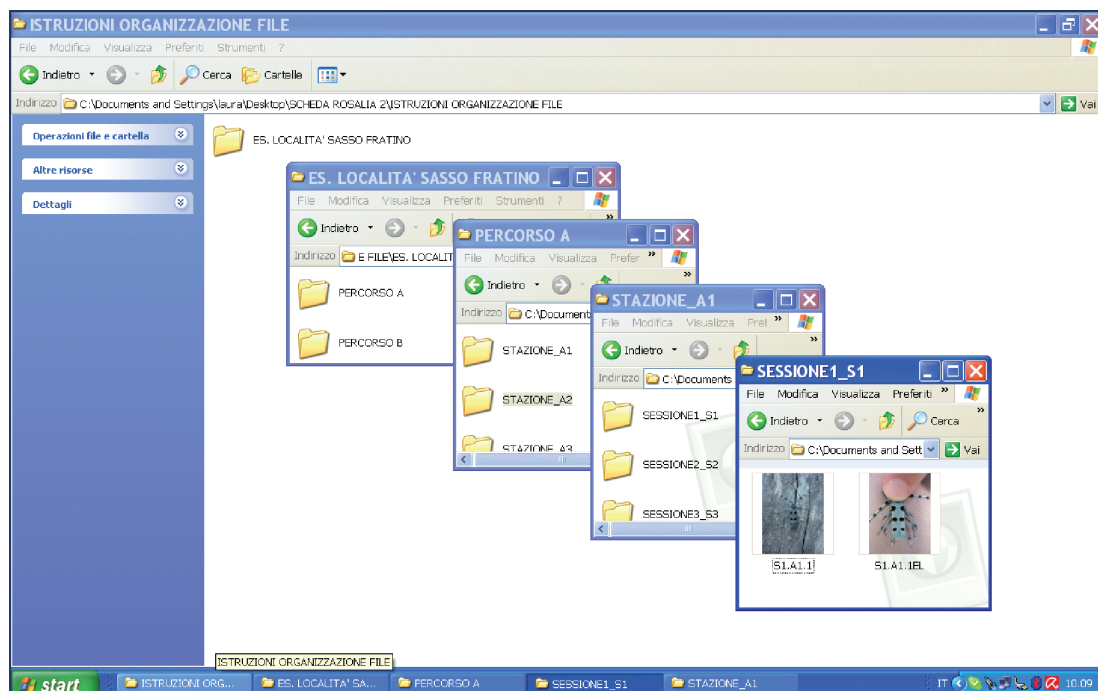 ISTRUZIONI ORGANIZZAZIONE FILE
File Modifica Visualizza Preferiti Strumenti ?
Indietro Cerca Cartelle
Indirizzo C:\Documents and Settings\laura\Desktop\SCHEDA ROSALIA 2\ISTRUZIONI ORGANIZZAZIONE FILE Vai
Operazioni file e cartella
Altre risorse
Dettagli
ES. LOCALITA' SASSO FRATINO
ES. LOCALITA' SASSO FRATINO
File Modifica Visualizza Preferiti Strumenti ?
Indietro
Indirizzo E FILE\ES. LOCALIT
PERCORSO A
PERCORSO B
PERCORSO A
File Modifica Visualizza Prefer »
Indietro »
Indirizzo C:\Document
STAZIONE_A1
STAZIONE_A2
STAZIONE_A3
STAZIONE_A1
File Modifica Visualizza Pref »
Indietro »
Indirizzo C:\Documents
SESSIONE1_S1
SESSIONE2_S2
SESSIONE3_S3
SESSIONE1_S1
File Modifica Visualizza Preferiti »
Indietro Cerca »
Indirizzo C:\Documents and Sett Vai
S1.A1.1 S1.A1.1EL
ISTRUZIONI ORGANIZZAZIONE FILE
start ISTRUZIONI ORG... ES. LOCALITA' SA... PERCORSO A SESSIONE1_S1 STAZIONE_A1 IT 10.09